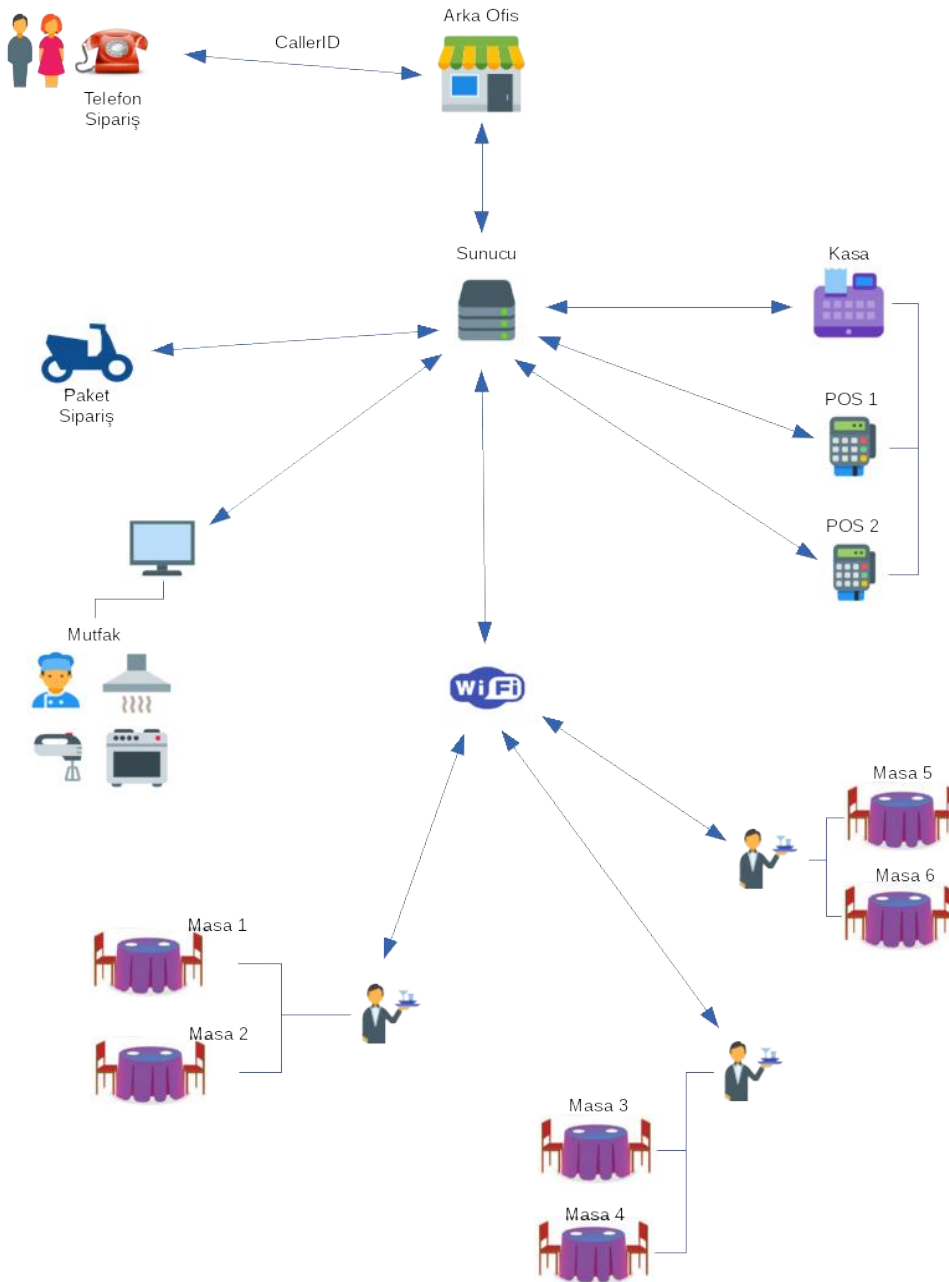 Arka Ofis
CallerID
Telefon
Sipariş
Sunucu
Kasa
Paket
Sipariş
POS 1
POS 2
Mutfak
WiFi
Masa 5
Masa 6
Masa 1
Masa 2
Masa 3
Masa 4